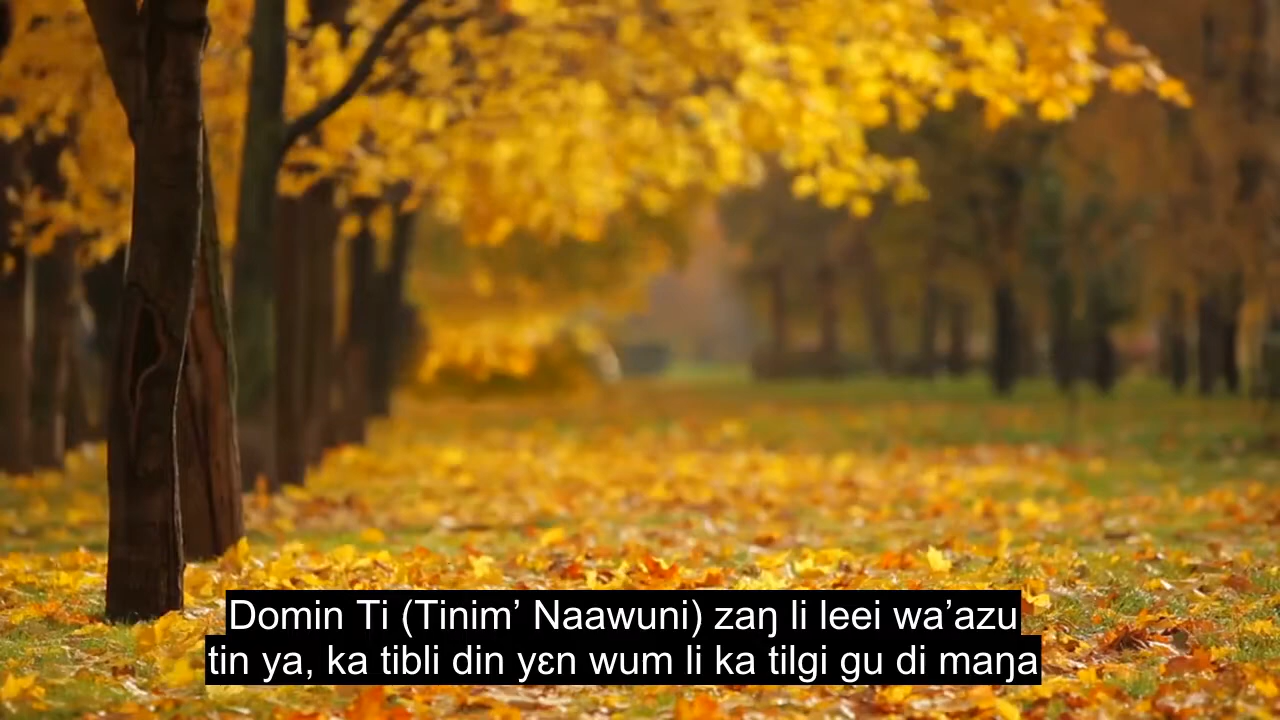 Domin Ti (Tinim’ Naawuni) zaŋ li leei wa’azu
tin ya, ka tibli din yɛn wum li ka tilgi gu di maŋa